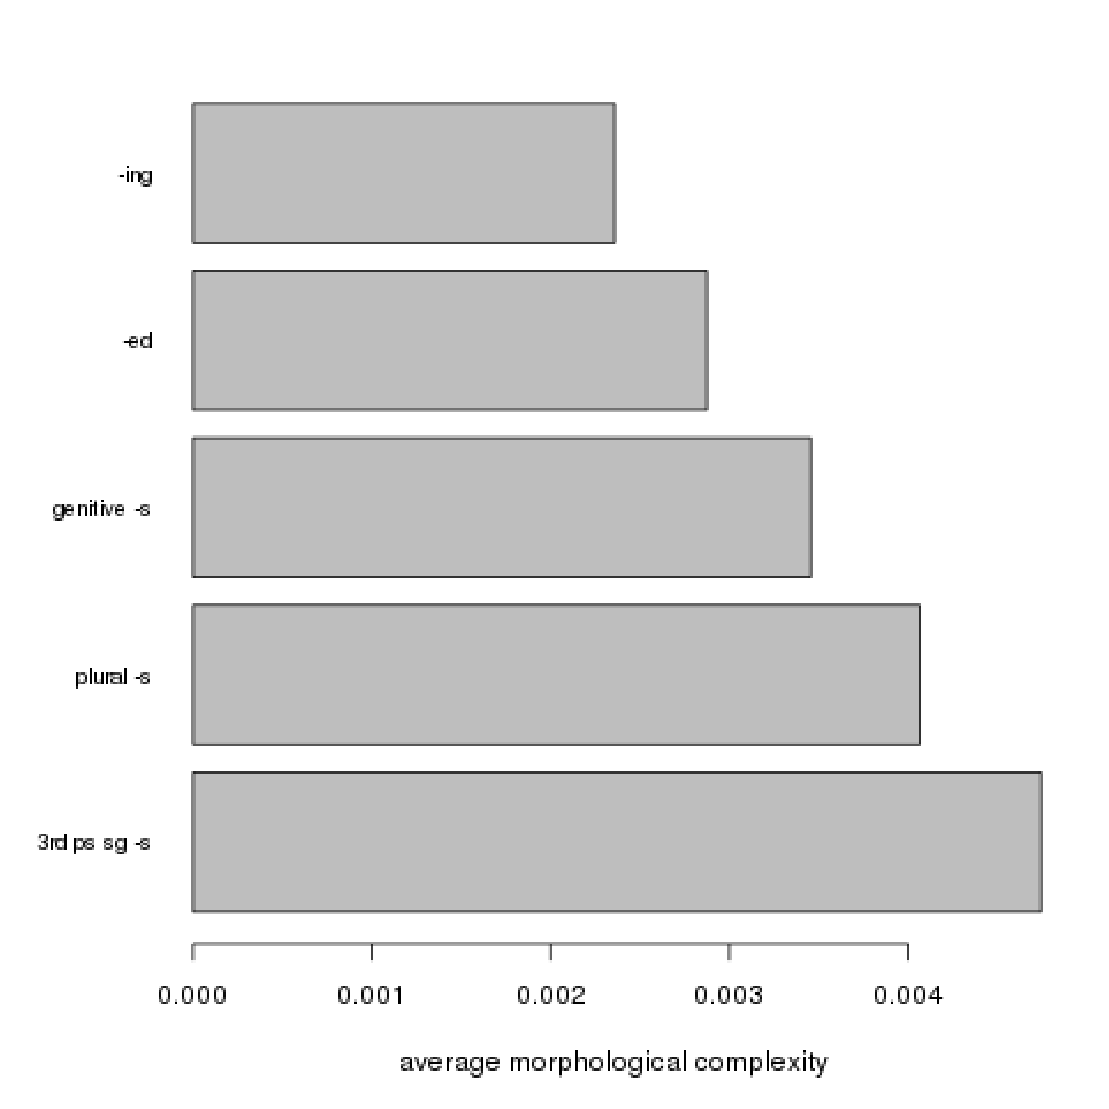 -ing
-ed
genitive -s
plural -s
3rd ps sg -s
0.000 0.001 0.002 0.003 0.004
average morphological complexity